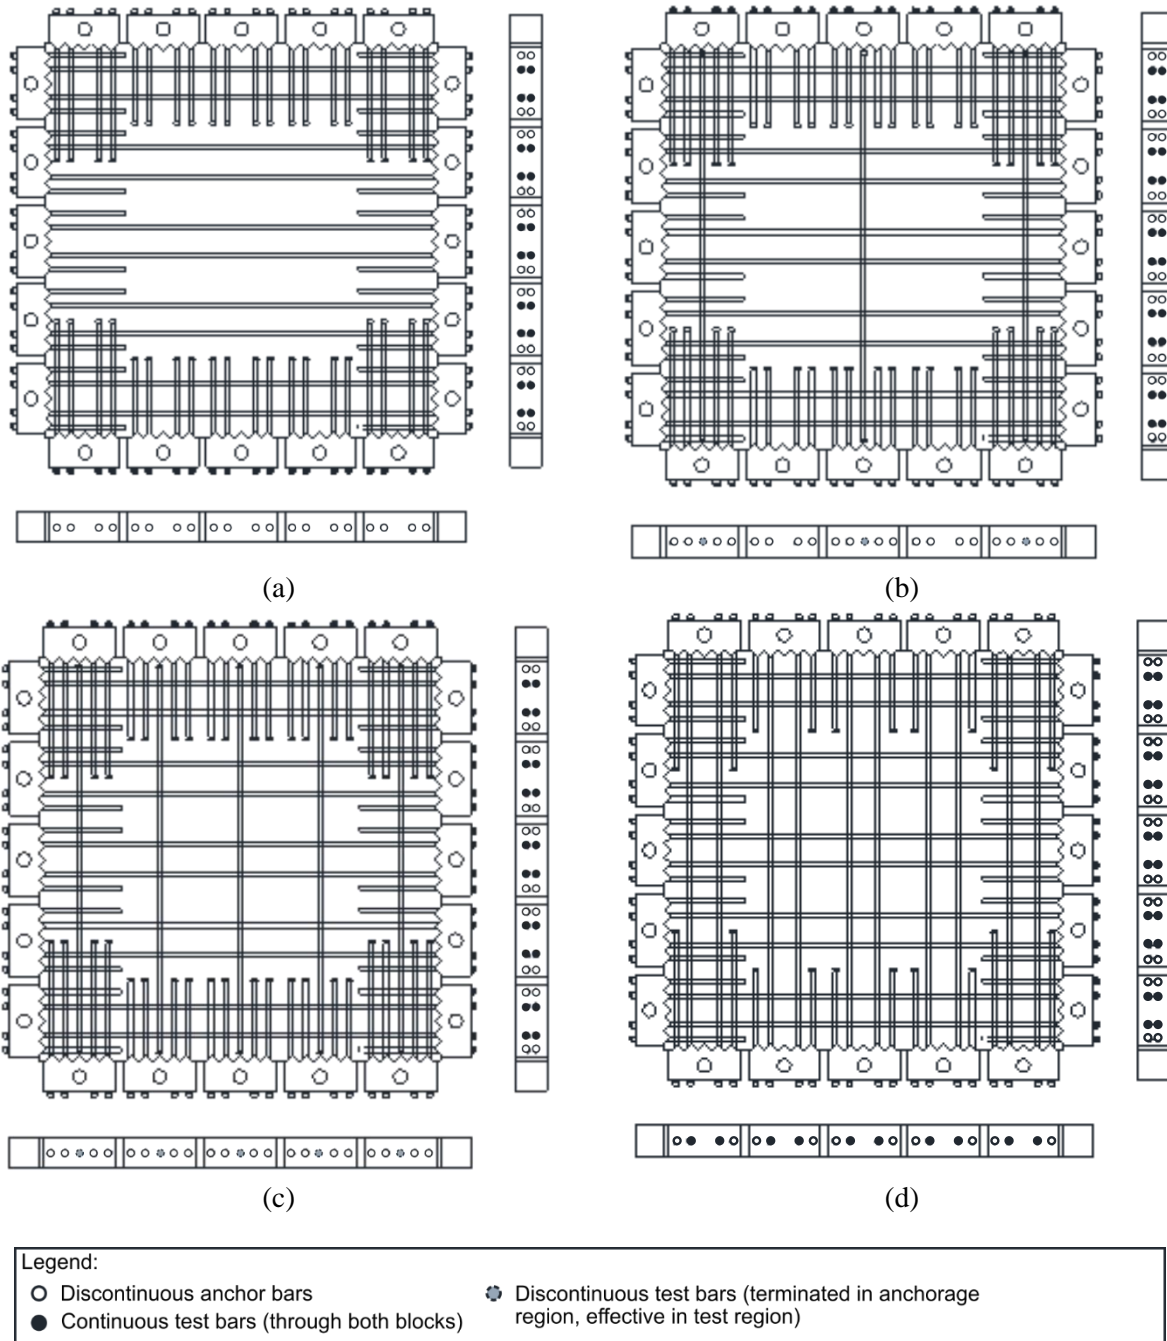 (a)
(b)
(c)
(d)
Legend:
Discontinuous anchor bars
Continuous test bars (through both blocks)
Discontinuous test bars (terminated in anchorage
region, effective in test region)